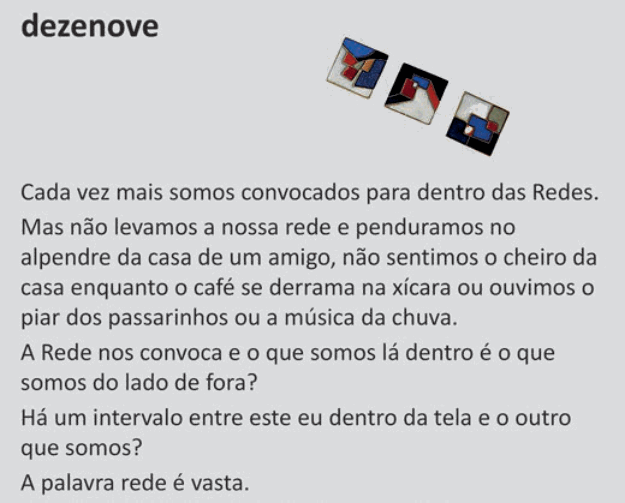 dezenove
Cada vez mais somos convocados para dentro das Redes.
Mas não levamos a nossa rede e penduramos no
alpendre da casa de um amigo, não sentimos o cheiro da
casa enquanto o café se derrama na xícara ou ouvimos o
piar dos passarinhos ou a música da chuva.
A Rede nos convoca e o que somos lá dentro é o que
somos do lado de fora?
Há um intervalo entre este eu dentro da tela e o outro
que somos?
A palavra rede é vasta.